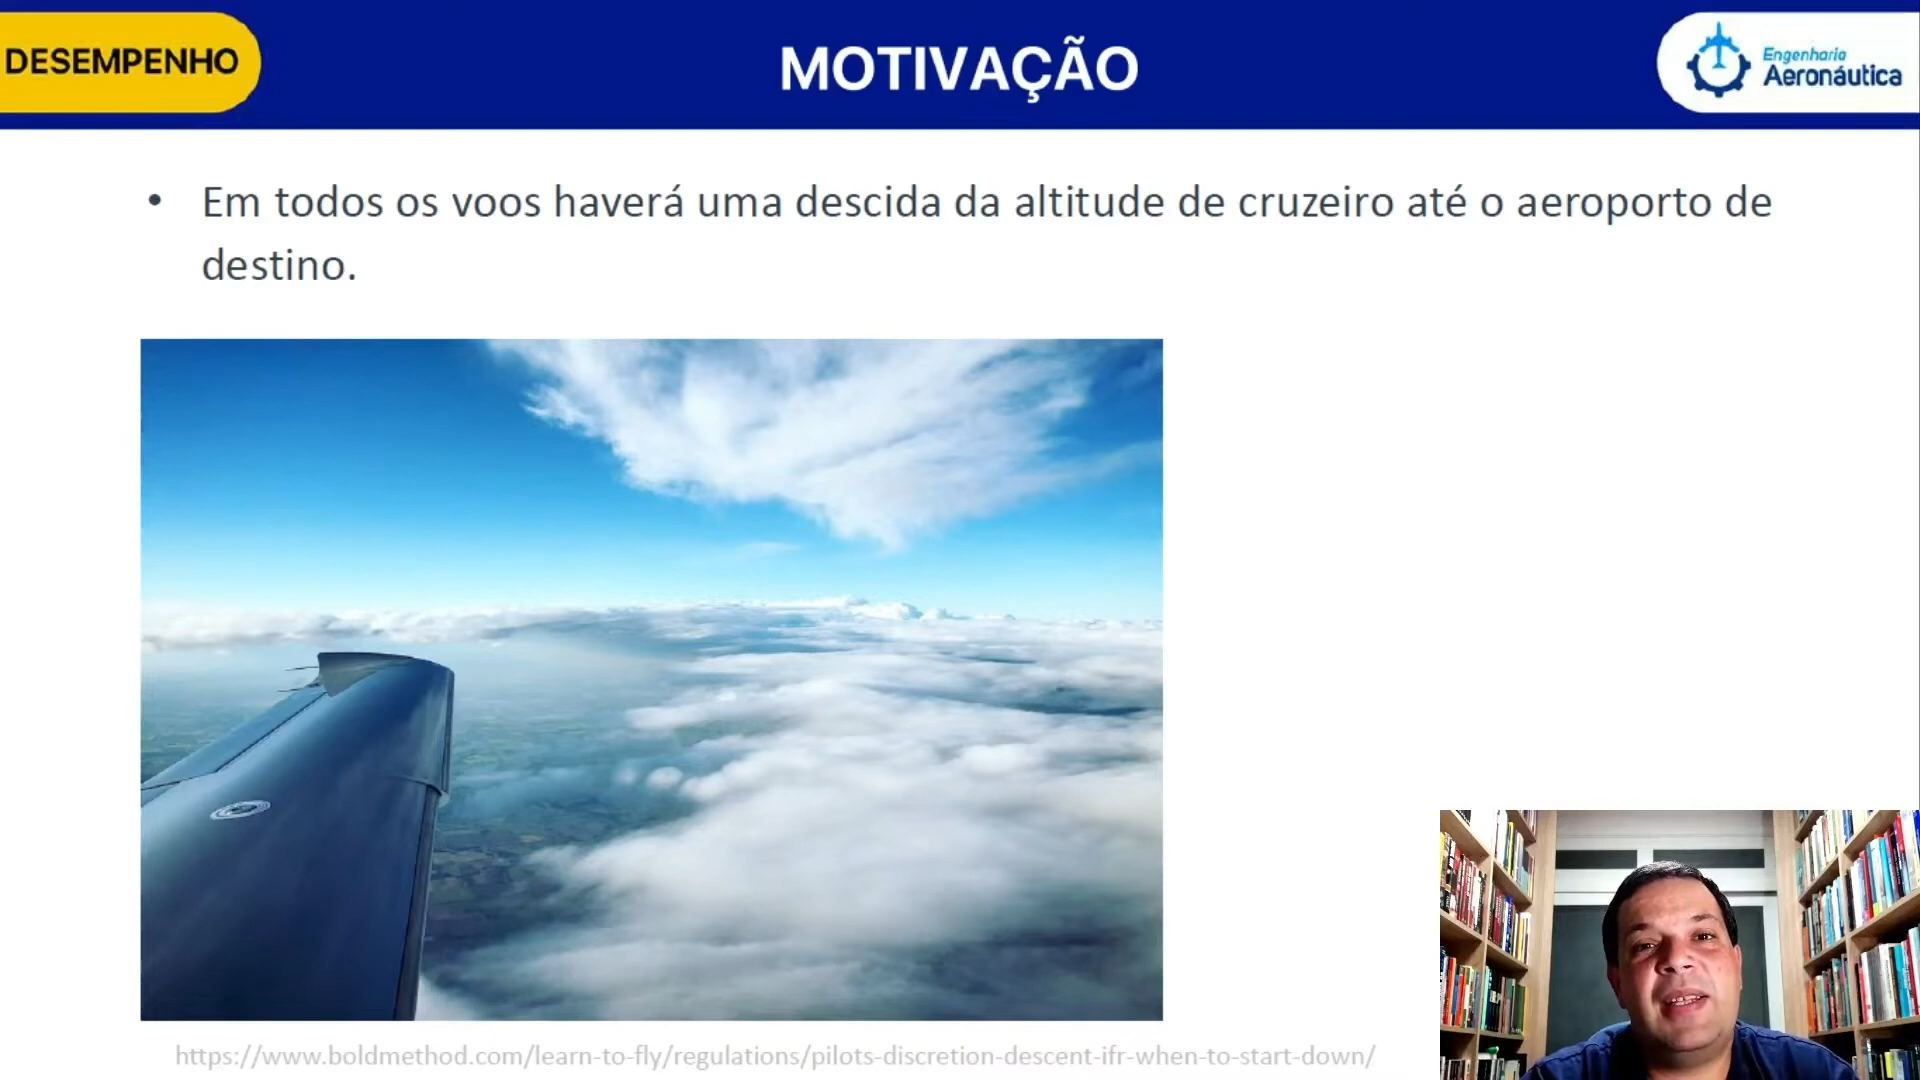 DESEMPENHO
MOTIVAÇÃO
Engenharia
Aeronáutica
• Em todos os voos haverá uma descida da altitude de cruzeiro até o aeroporto de
destino.
https://www.boldmethod.com/learn-to-fly/regulations/pilots-discretion-descent-ifr-when-to-start-down/